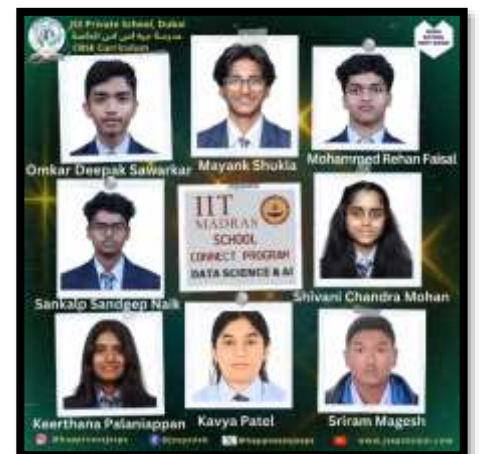 Private School, Dubai
CBSE Curriculum
Omkar Deepak Sawarkar
Mayank Shukla
Mohammed Rehan Faisal
IIT
MADRAS
SCHOOL
CONNECT PROGRAM
DATA SCIENCE & AI
Sankalp Sandeep Naik
Shivani Chandra Mohan
Keerthana Palaniappan
Kavya Patel
Sriram Magesh